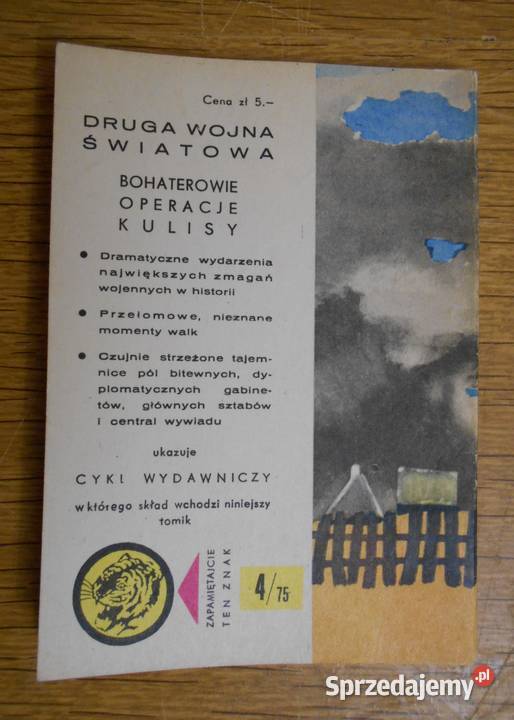 Cena zł 5.–
DRUGA WOJNA
ŚWIATOWA
BOHATEROWIE
OPERACJE
KULISY
● Dramatyczne wydarzenia
największych zmagań
wojennych w historii
● Przełomowe, nieznane
momenty walk
● Czujnie strzeżone tajem-
nice pól bitewnych, dy-
plomatycznych gabine-
tów, głównych sztabów
i central wywiadu
ukazuje
CYKL WYDAWNICZY
w którego skład wchodzi niniejszy
tomik
ZAPAMIĘTAJCIE
TEN ZNAK
4/75
Sprzedajemy.pl